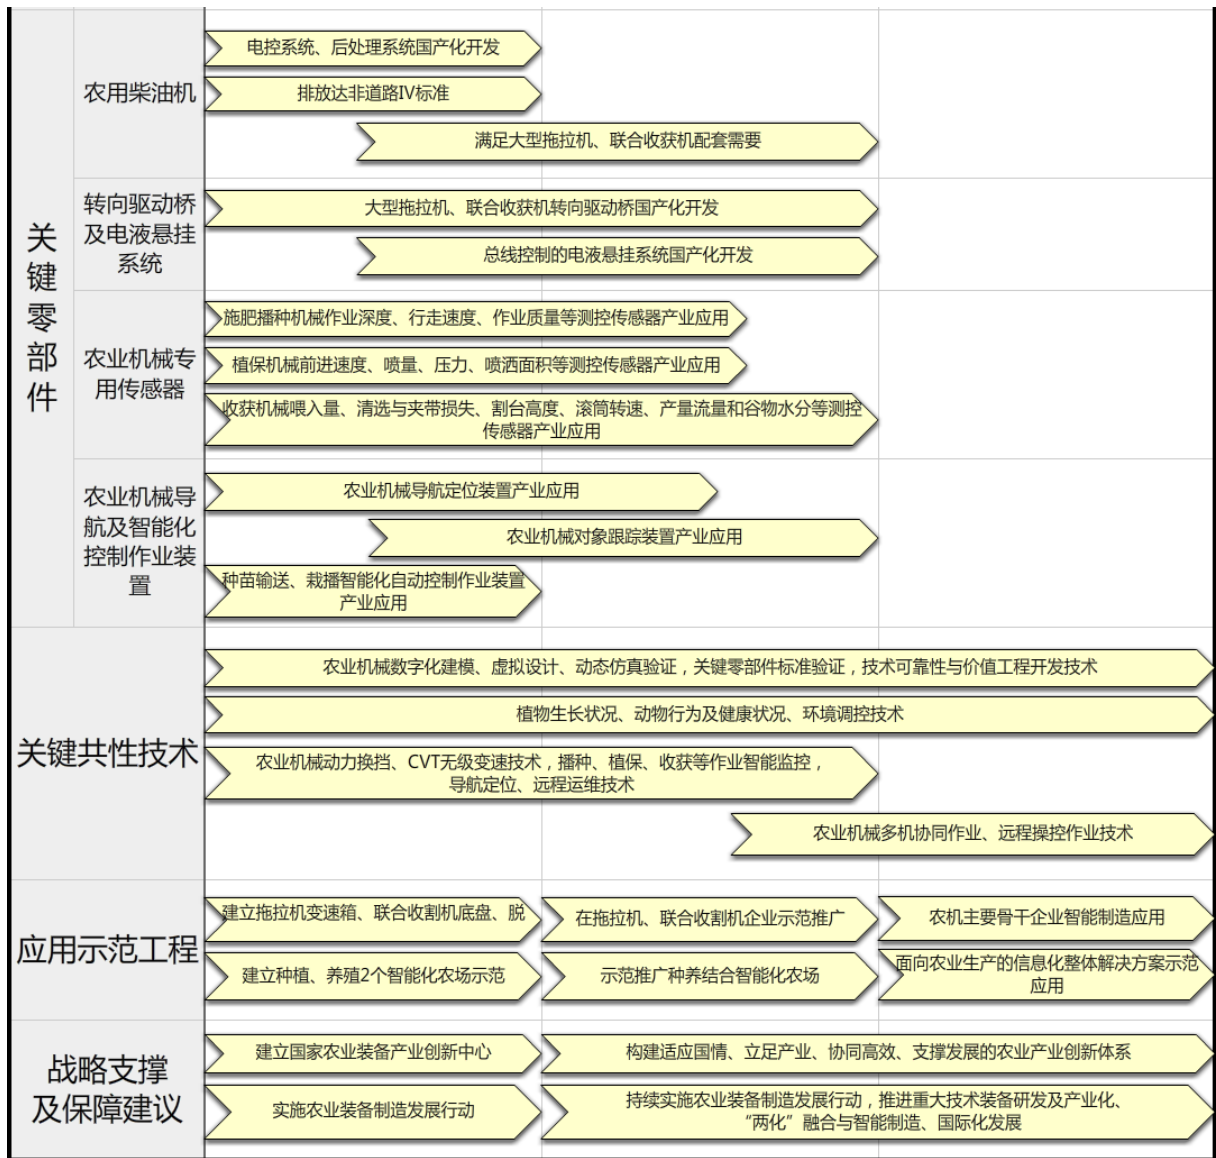 关
键
零
部
件
农用柴油机
电控系统、后处理系统国产化开发
排放达非道路IV标准
满足大型拖拉机、联合收获机配套需要
转向驱动桥
及电液悬挂
系统
大型拖拉机、联合收获机转向驱动桥国产化开发
总线控制的电液悬挂系统国产化开发
农业机械专
用传感器
施肥播种机械作业深度、行走速度、作业质量等测控传感器产业应用
植保机械前进速度、喷量、压力、喷洒面积等测控传感器产业应用
收获机械喂入量、清选与夹带损失、割台高度、滚筒转速、产量流量和谷物水分等测控
传感器产业应用
农业机械导
航及智能化
控制作业装
置
农业机械导航定位装置产业应用
农业机械对象跟踪装置产业应用
种苗输送、栽播智能化自动控制作业装置
产业应用
关键共性技术
农业机械数字化建模、虚拟设计、动态仿真验证，关键零部件标准验证，技术可靠性与价值工程开发技术
植物生长状况、动物行为及健康状况、环境调控技术
农业机械动力换挡、CVT无级变速技术，播种、植保、收获等作业智能监控，
导航定位、远程运维技术
农业机械多机协同作业、远程操控作业技术
应用示范工程
建立拖拉机变速箱、联合收割机底盘、脱
在拖拉机、联合收割机企业示范推广
农机主要骨干企业智能制造应用
建立种植、养殖2个智能化农场示范
示范推广种养结合智能化农场
面向农业生产的信息化整体解决方案示范
应用
战略支撑
及保障建议
建立国家农业装备产业创新中心
构建适应国情、立足产业、协同高效、支撑发展的农业产业创新体系
实施农业装备制造发展行动
持续实施农业装备制造发展行动，推进重大技术装备研发及产业化、
“两化”融合与智能制造、国际化发展